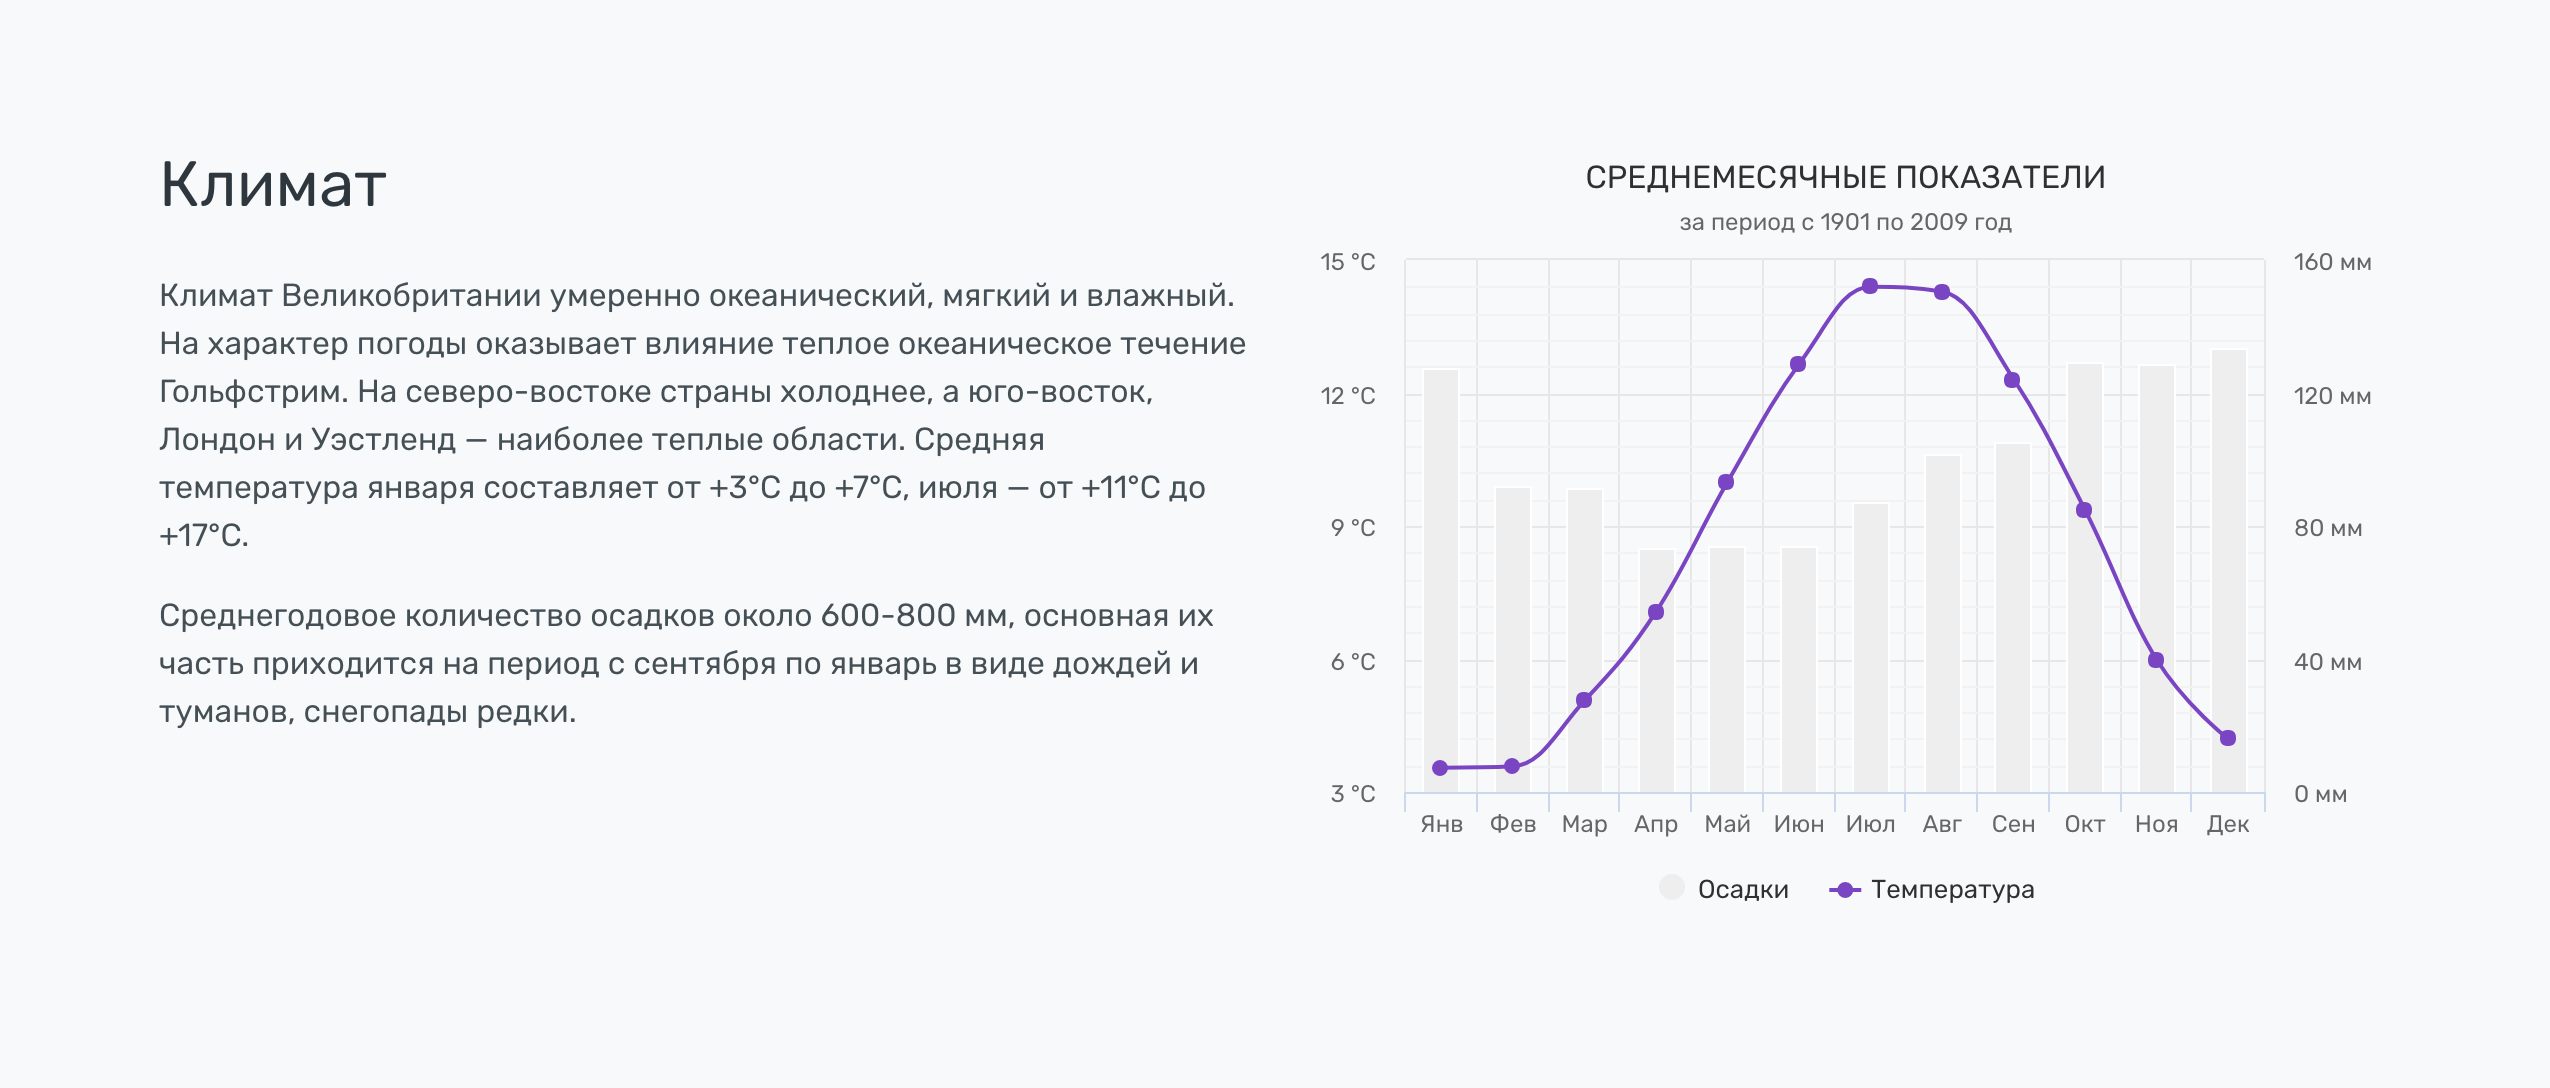 Климат
Климат Великобритании умеренно океанический, мягкий и влажный.
На характер погоды оказывает влияние теплое океаническое течение
Гольфстрим. На северо-востоке страны холоднее, а юго-восток,
Лондон и Уэстленд — наиболее теплые области. Средняя
температура января составляет от +3°C до +7°C, июля — от +11°C до
+17°C.
Среднегодовое количество осадков около 600-800 мм, основная их
часть приходится на период с сентября по январь в виде дождей и
туманов, снегопады редки.
СРЕДНЕМЕСЯЧНЫЕ ПОКАЗАТЕЛИ
за период с 1901 по 2009 год
15 °C 160 мм
12 °C 120 мм
9 °C 80 мм
6 °C 40 мм
3 °C 0 мм
Янв Фев Мар Апр Май Июн Июл Авг Сен Окт Ноя Дек
Осадки Температура